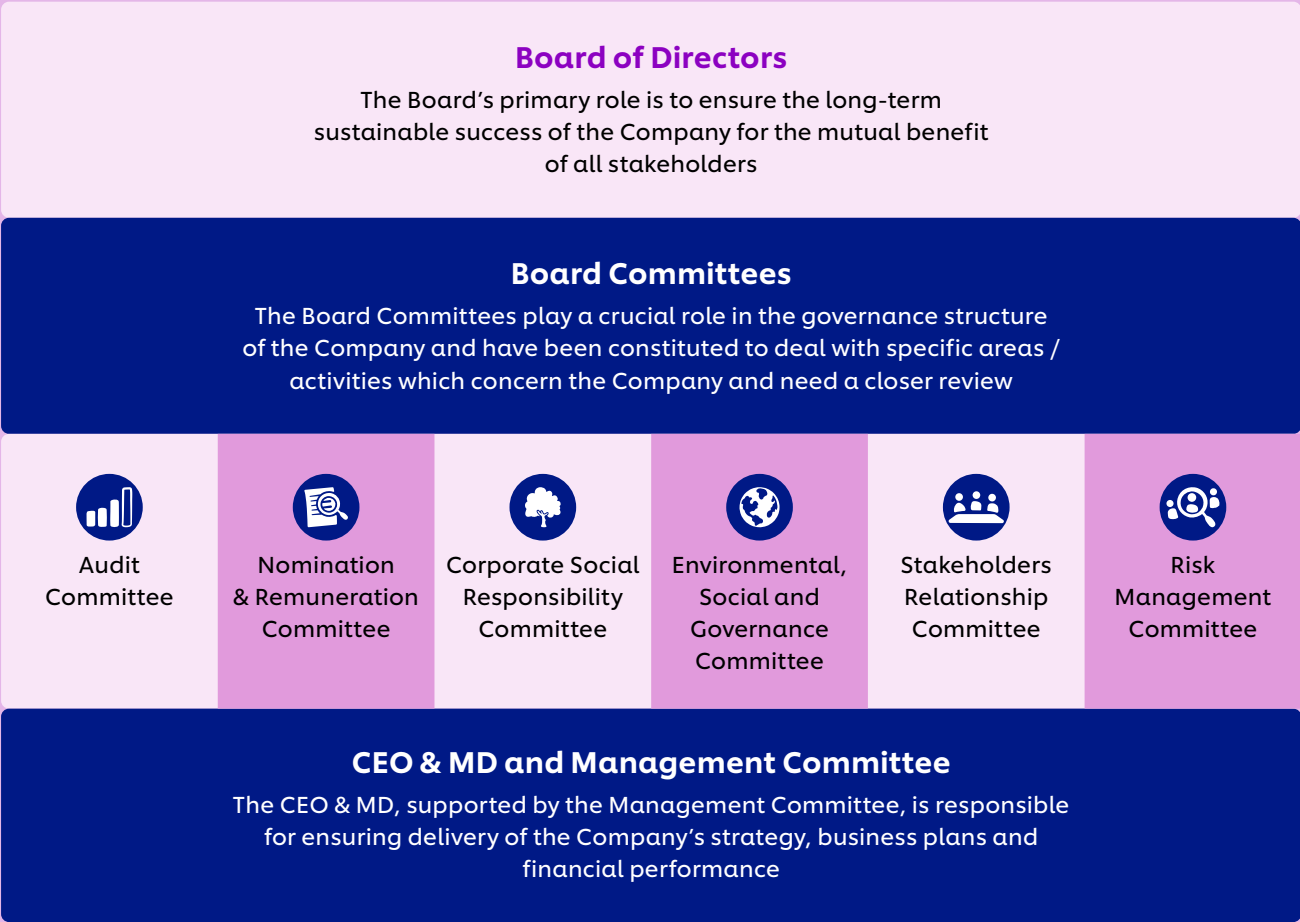 Board of Directors
The Board’s primary role is to ensure the long-term
sustainable success of the Company for the mutual benefit
of all stakeholders
Board Committees
The Board Committees play a crucial role in the governance structure
of the Company and have been constituted to deal with specific areas /
activities which concern the Company and need a closer review
Audit
Committee
Nomination
& Remuneration
Committee
Corporate Social
Responsibility
Committee
Environmental,
Social and
Governance
Committee
Stakeholders
Relationship
Committee
Risk
Management
Committee
CEO & MD and Management Committee
The CEO & MD, supported by the Management Committee, is responsible
for ensuring delivery of the Company’s strategy, business plans and
financial performance